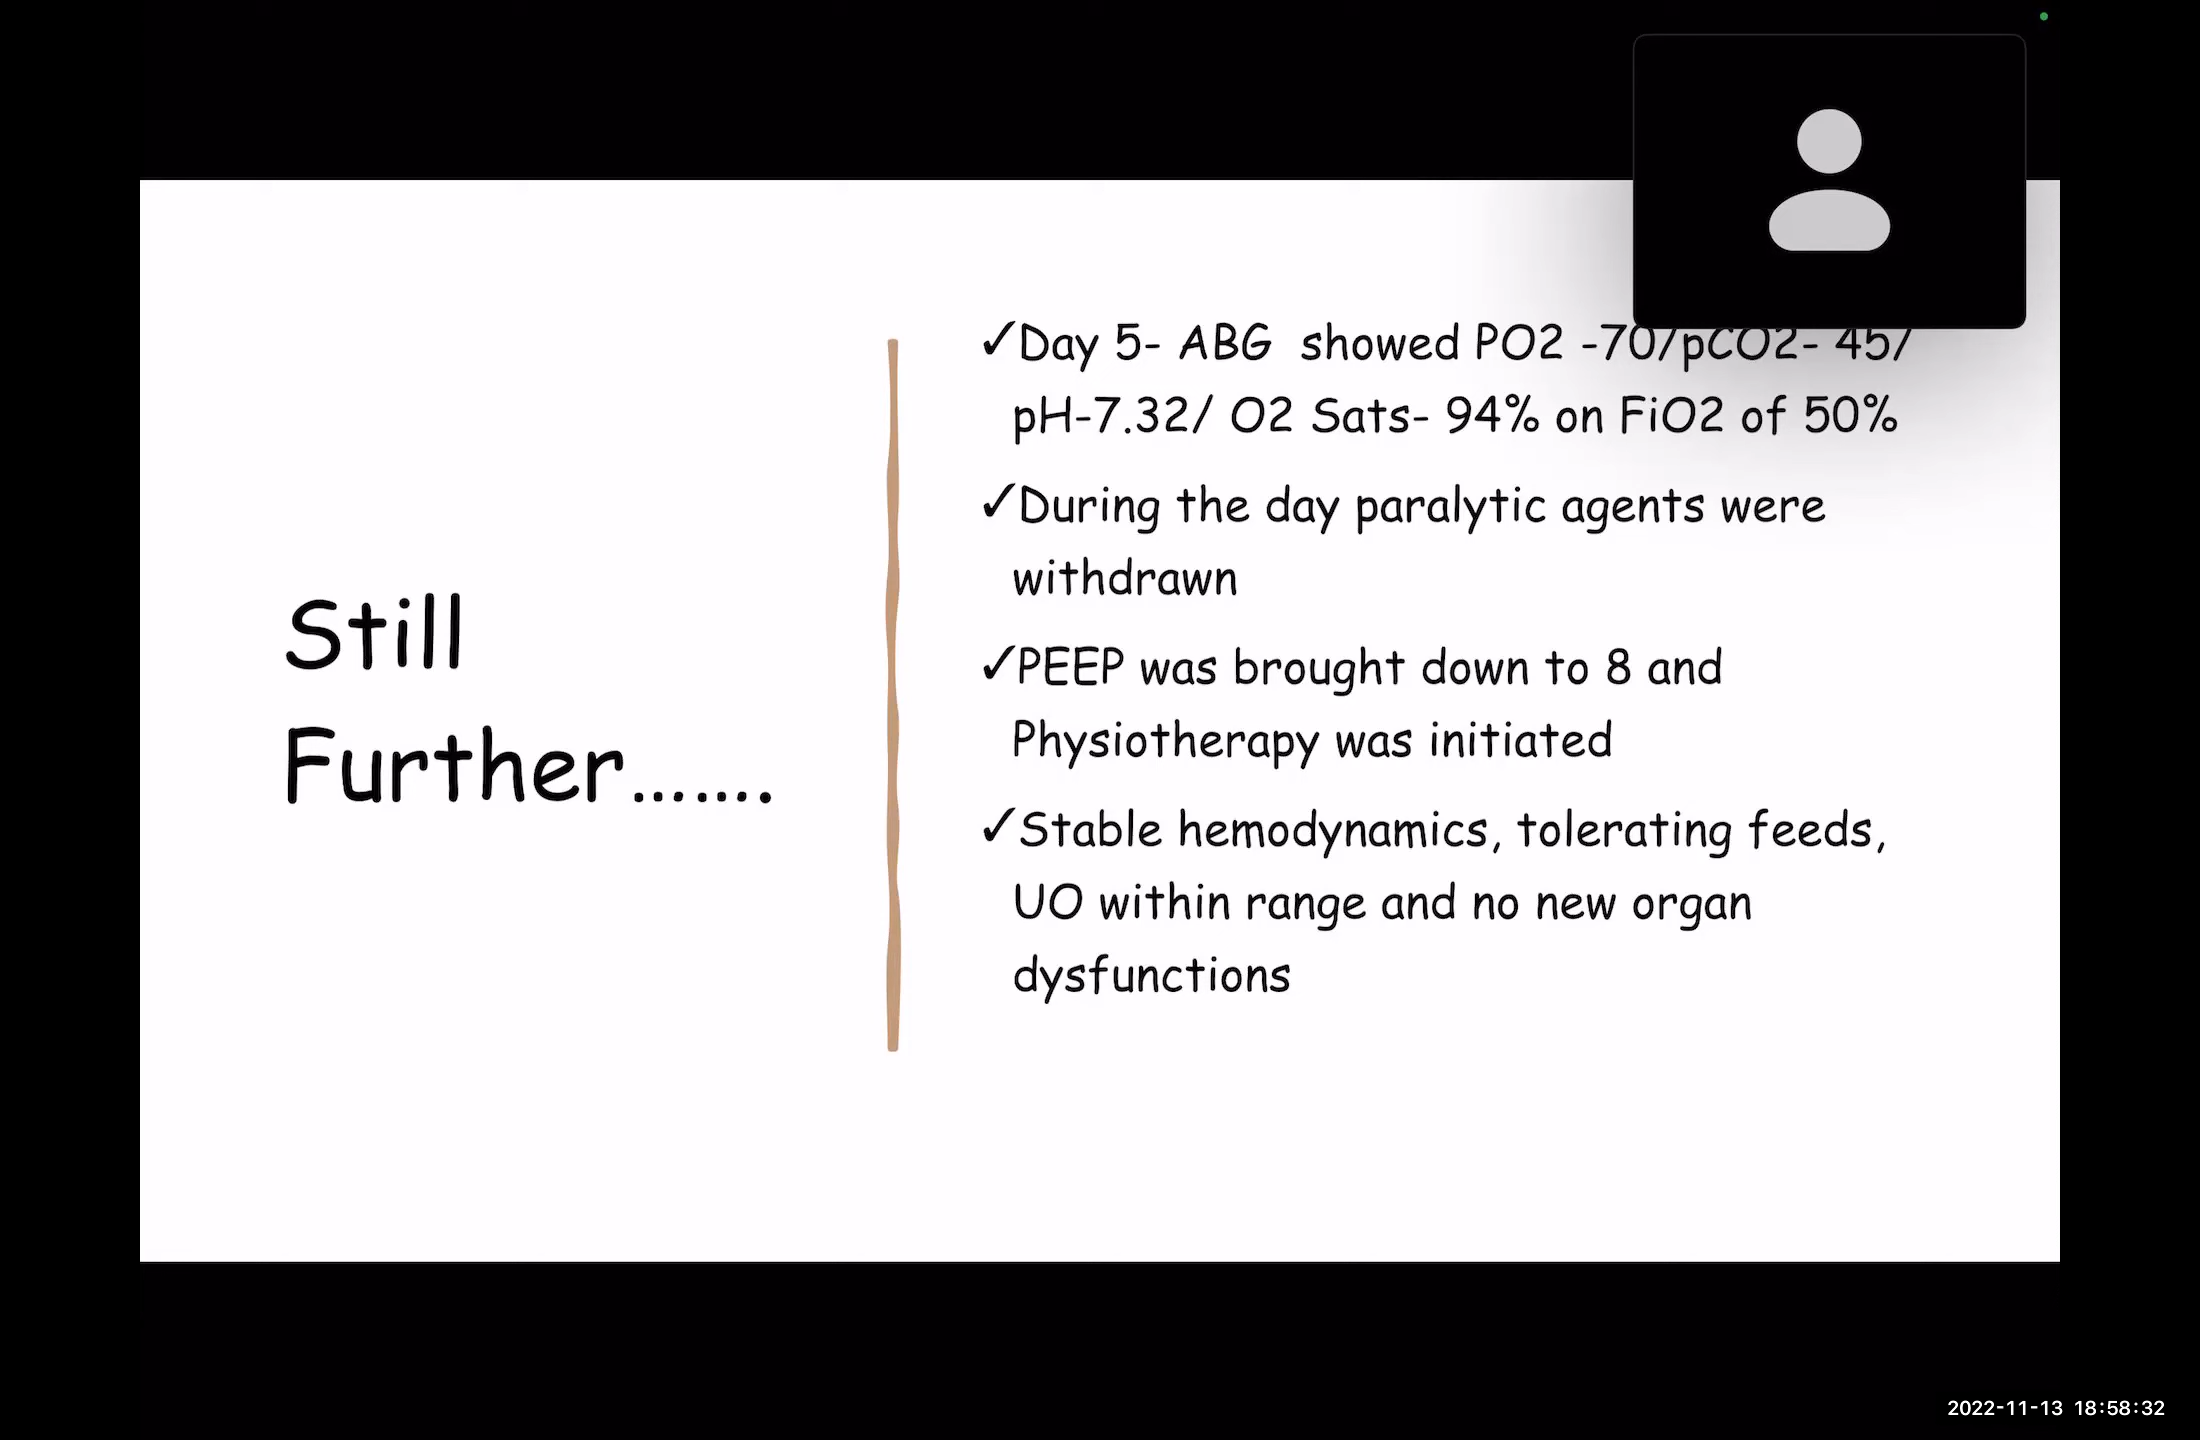 Still
Further.......
✓Day 5- ABG  showed PO2 -70/pCO2- 45/
pH-7.32/ O2 Sats- 94% on FiO2 of 50%
✓During the day paralytic agents were
withdrawn
✓PEEP was brought down to 8 and
Physiotherapy was initiated
✓Stable hemodynamics, tolerating feeds,
UO within range and no new organ
dysfunctions
2022-11-13 18:58:32